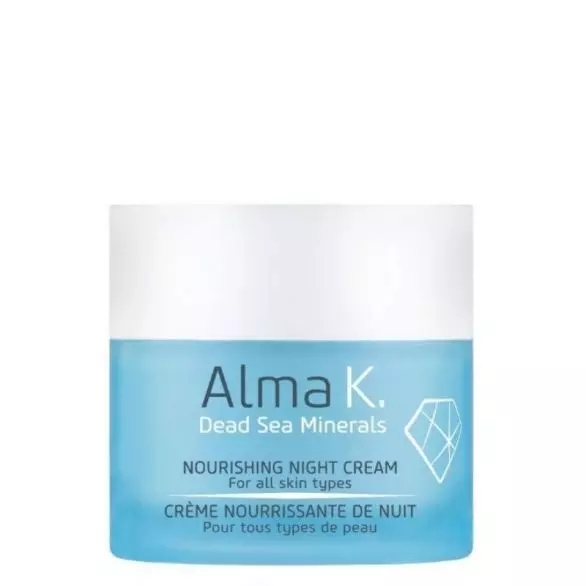 Alma K.
Dead Sea Minerals
NOURISHING NIGHT CREAM
For all skin types
CRÈME NOURRISSANTE DE NUIT
Pour tous types de peau